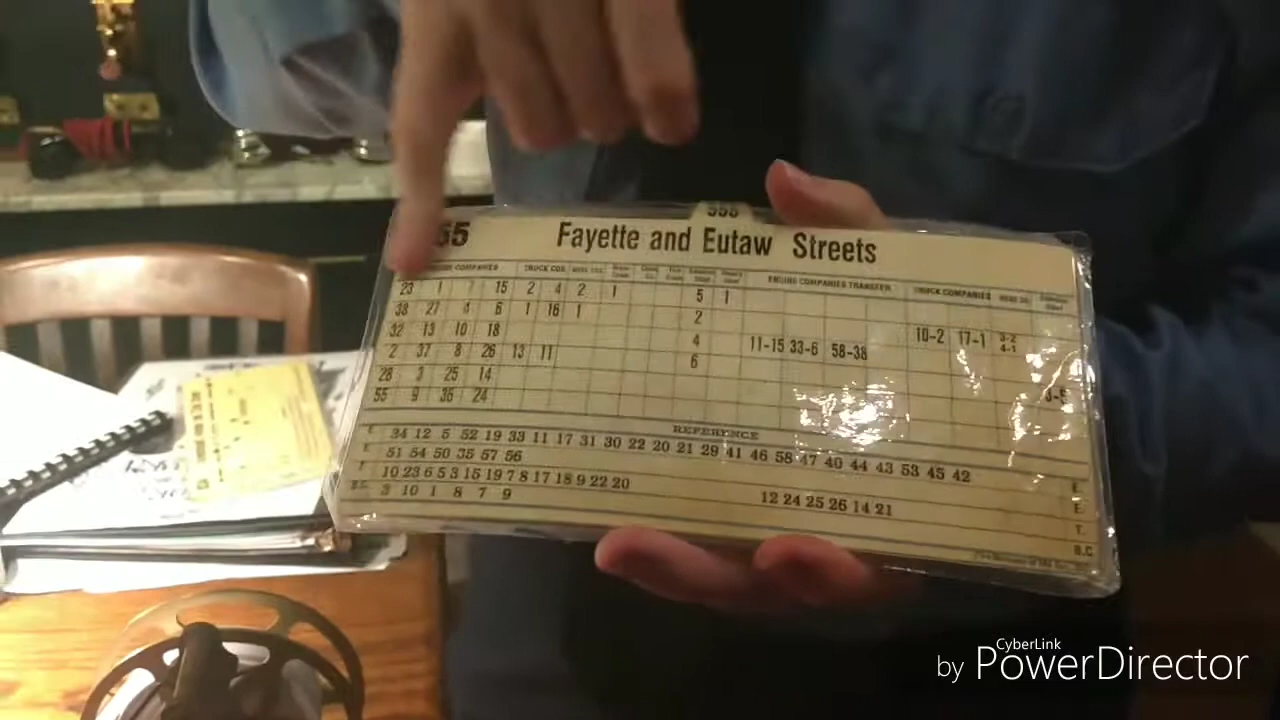 555
55 Fayette and Eutaw Streets
COMPANIES TRUCK COS. ENGINE COMPANIES TRANSFER TRUCK COMPANIES
23 1 7 15 2 4 2 1 5 1
38 27 4 6 1 16 1 2
32 13 10 18 4 11-15 33-6 58-38 10-2 17-1 3-2 4-1
2 37 8 26 13 11 6
28 3 25 14
55 9 36 24
REFERENCE
E. 34 12 5 52 19 33 11 17 31 30 22 20 21 29 41 46 58 47 40 44 43 53 45 42 E.
E. 51 54 50 35 57 56 E.
T. 10 23 6 5 3 15 19 7 8 17 18 9 22 20 12 24 25 26 14 21 T.
B.C. 3 10 1 8 7 9 B.C.
by CyberLink PowerDirector